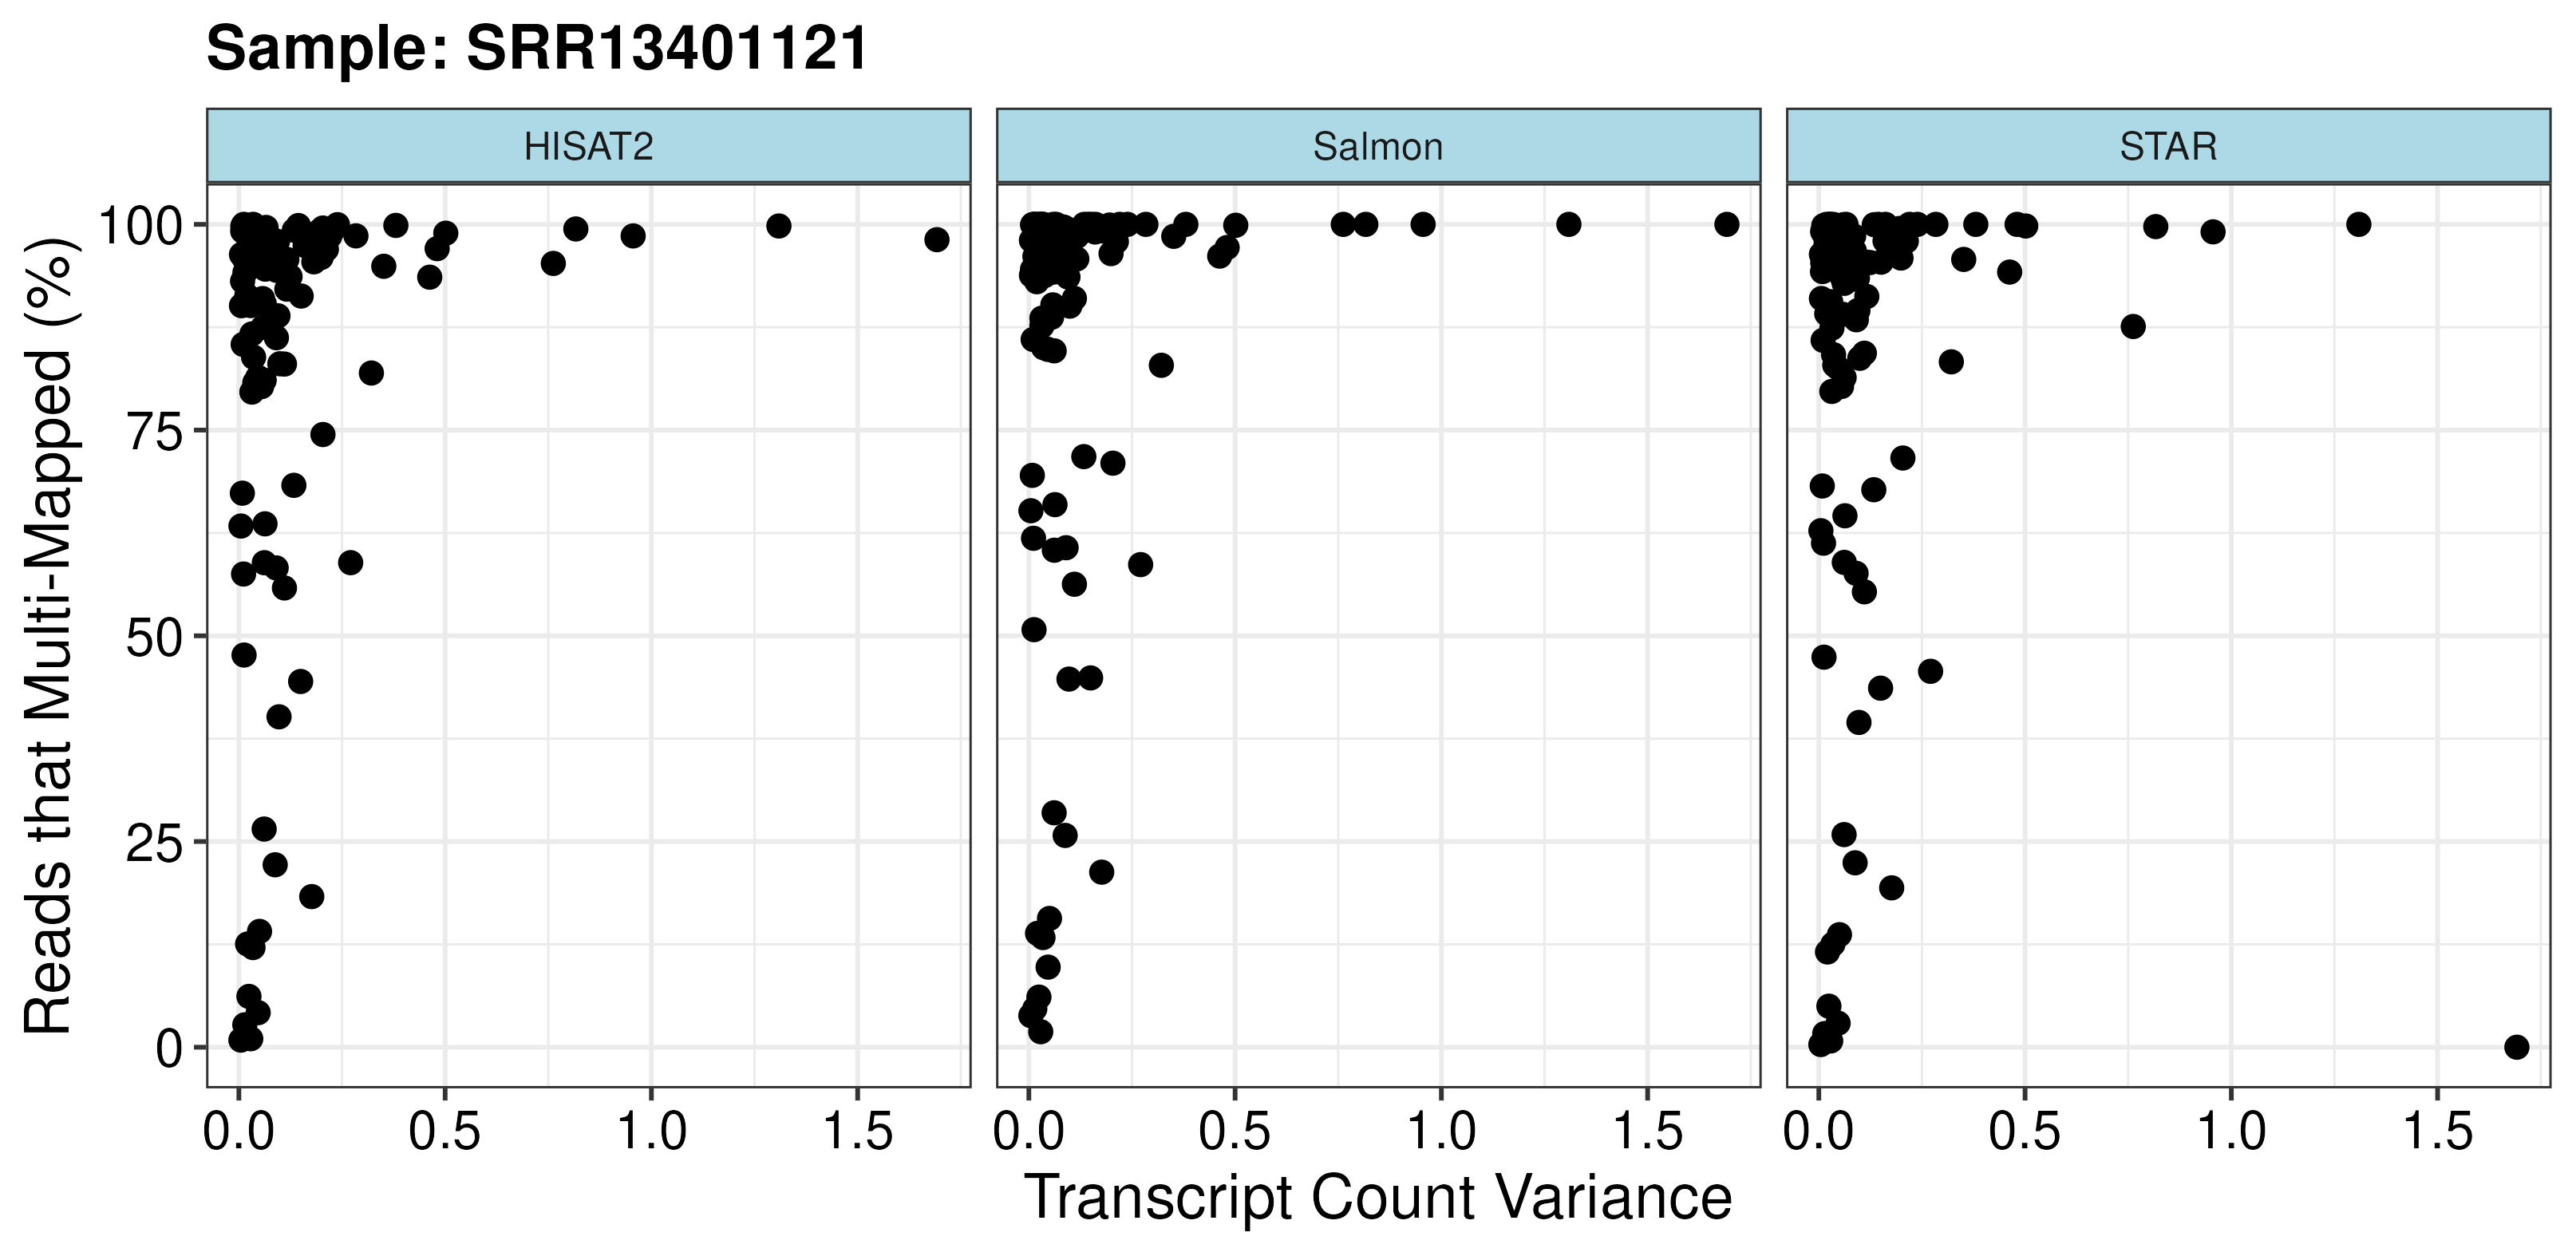 Sample: SRR13401121
HISAT2 Salmon STAR
Reads that Multi-Mapped (%)
100
75
50
25
0
0.0 0.5 1.0 1.5 0.0 0.5 1.0 1.5 0.0 0.5 1.0 1.5
Transcript Count Variance